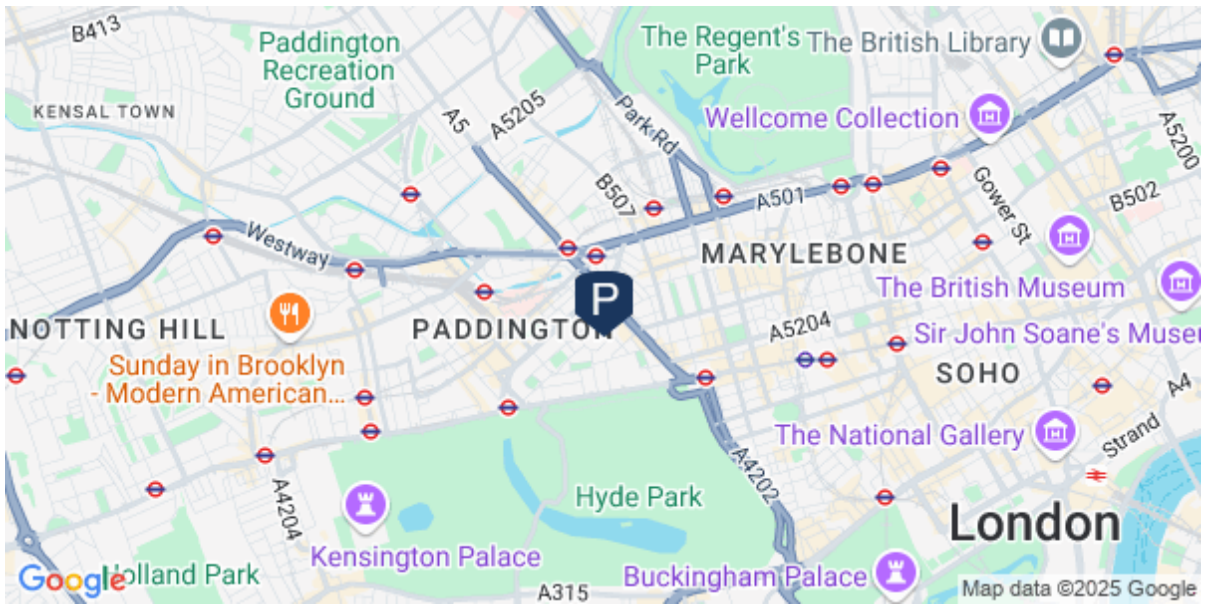 B413
Paddington
Recreation
Ground
The Regent's
Park
The British Library
KENSAL TOWN
A5
A5205
Park Rd
Wellcome Collection
A5200
B507
A501
Gower St
B502
Westway
MARYLEBONE
The British Museum
P
NOTTING HILL
PADDINGTON
A5204
Sir John Soane's Museu
Sunday in Brooklyn
- Modern American...
SOHO
A4
The National Gallery
Strand
A4202
A4204
Hyde Park
London
Kensington Palace
Buckingham Palace
Google
olland Park
A315
Map data ©2025 Google